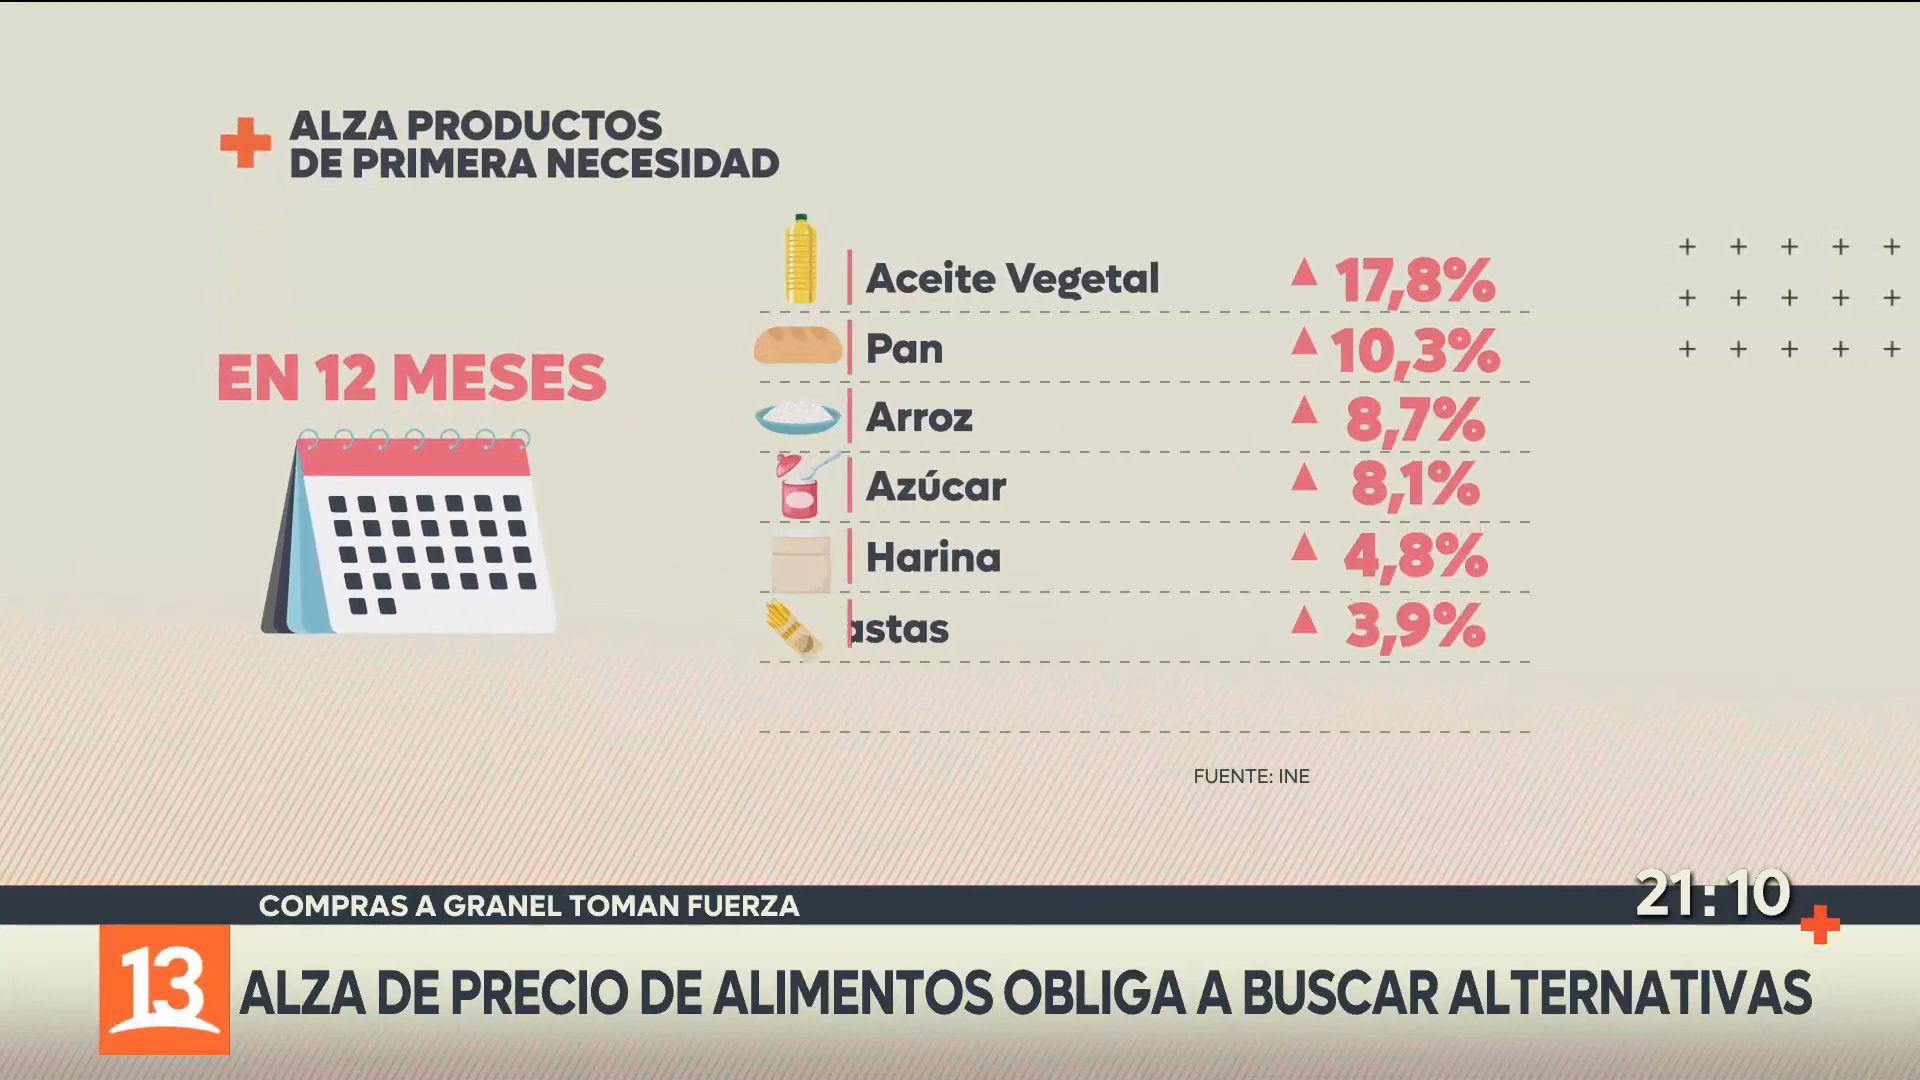 ALZA PRODUCTOS
DE PRIMERA NECESIDAD
EN 12 MESES
Aceite Vegetal 17,8%
Pan 10,3%
Arroz 8,7%
Azúcar 8,1%
Harina 4,8%
astas 3,9%
FUENTE: INE
COMPRAS A GRANEL TOMAN FUERZA
21:10
13
ALZA DE PRECIO DE ALIMENTOS OBLIGA A BUSCAR ALTERNATIVAS